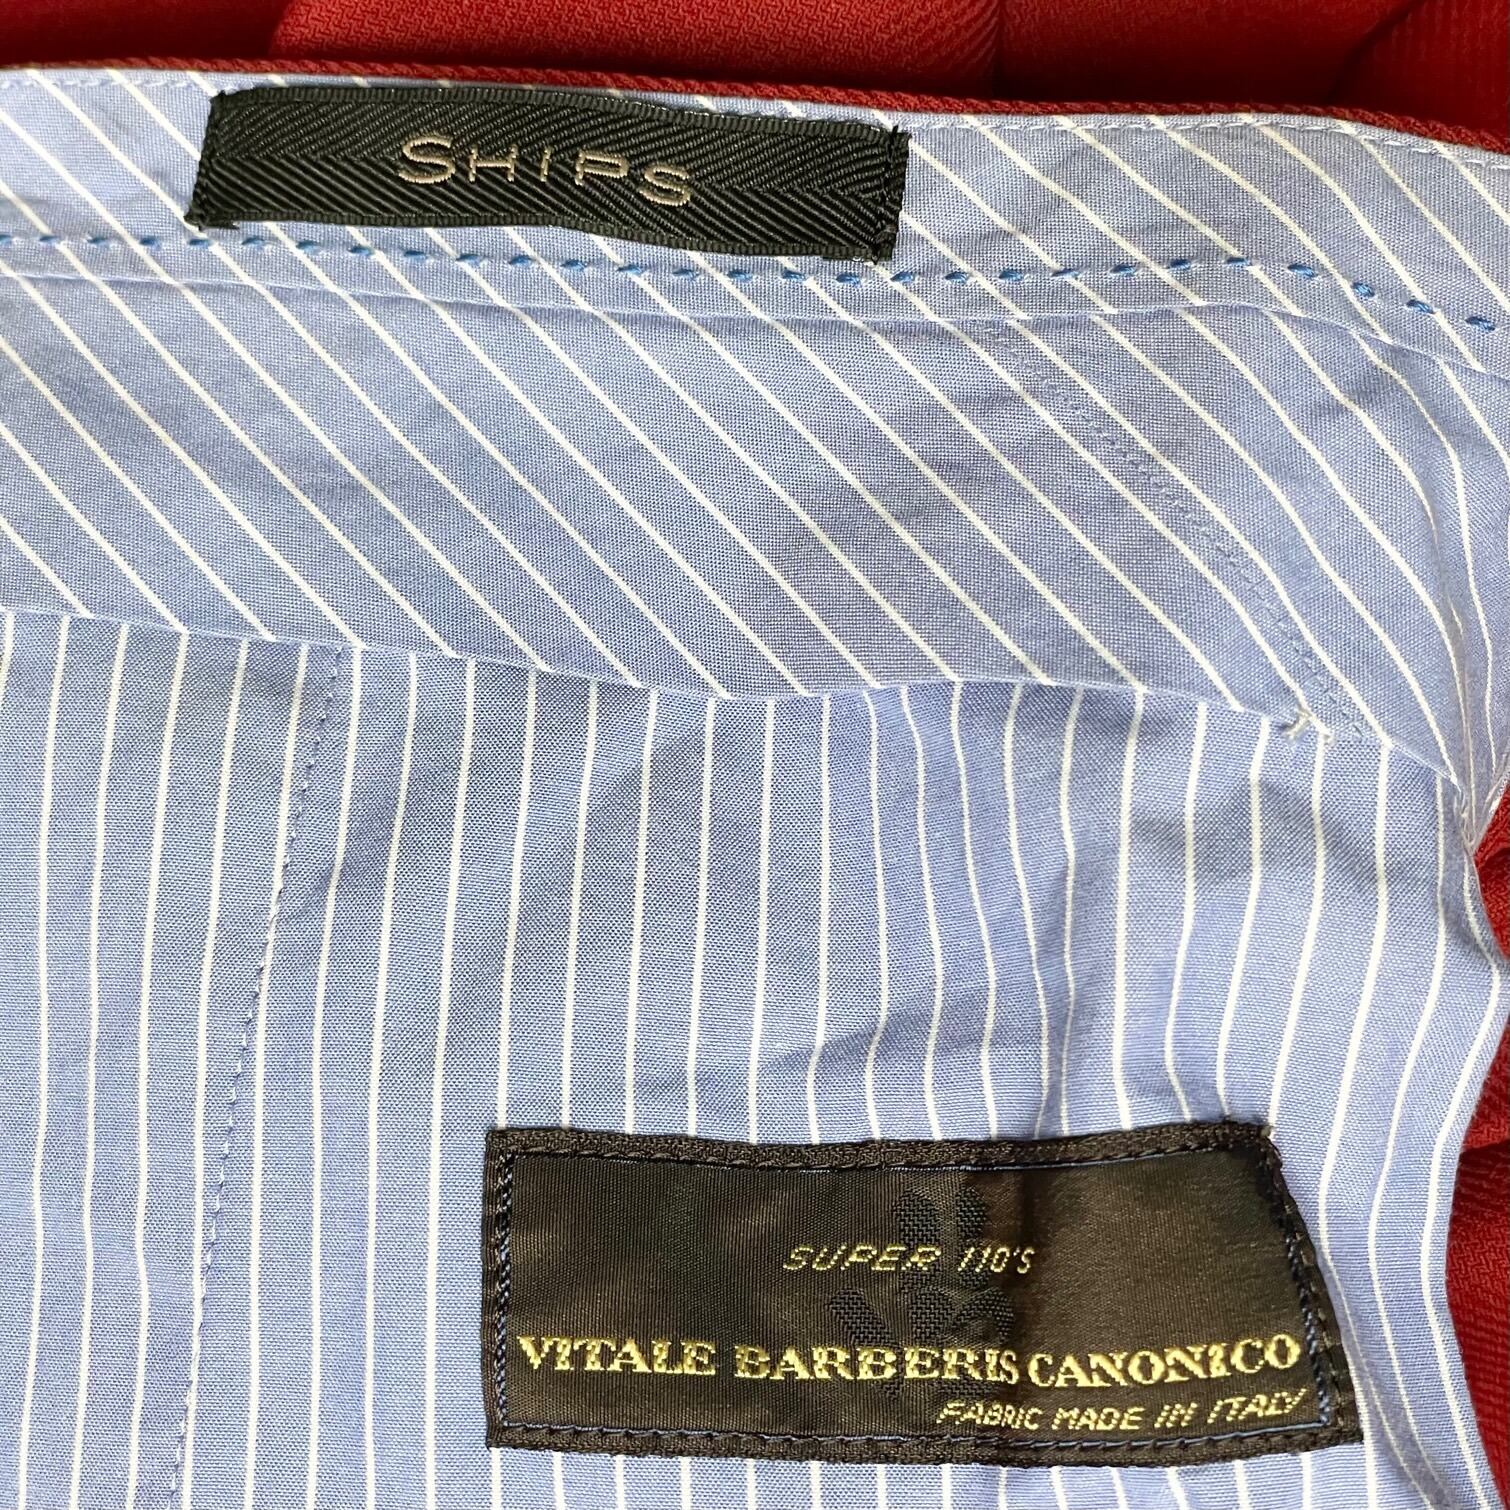 SHIPS
SUPER 110'S
VITALE BARBERIS CANONICO
FABRIC MADE IN ITALY